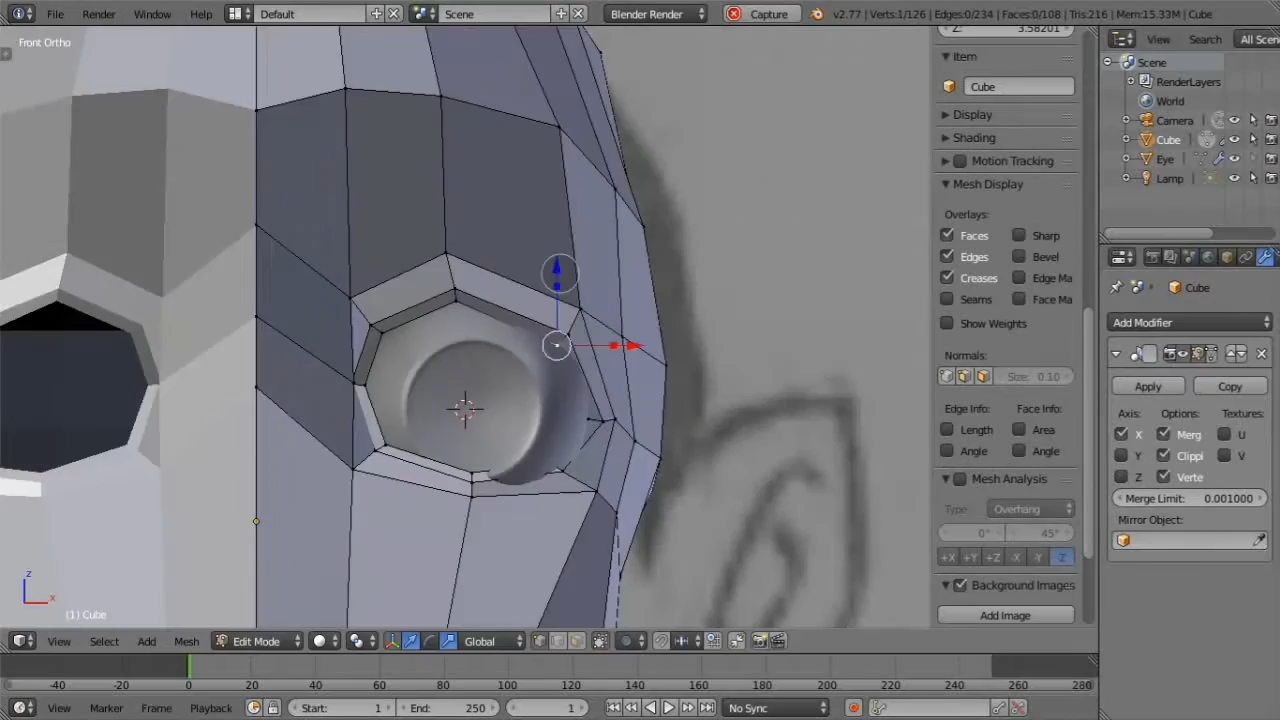 File Render Window Help Default Scene Blender Render Capture v2.77 | Verts:1/126 | Edges:0/234 | Faces:0/108 | Tris:216 | Mem:15.33M | Cube
Front Ortho
Z: 3.58201
View Search All Scen
Item
Scene
Cube
RenderLayers
World
Display
Camera
Shading
Cube
Motion Tracking
Eye
Mesh Display
Lamp
Overlays:
Faces Sharp
Edges Bevel
Creases Edge Ma
Seams Face Ma
Cube
Show Weights
Add Modifier
Normals:
Size: 0.10
Apply Copy
Edge Info: Face Info:
Axis: Options: Textures:
Length Area
X Merg U
Angle Angle
Y Clippi V
Z Verte
Mesh Analysis
Merge Limit: 0.001000
Type: Overhang
Mirror Object:
0° 45°
+X +Y +Z -X -Y -Z
Background Images
z
x
(1) Cube
Add Image
View Select Add Mesh Edit Mode Global
-40 -20 0 20 40 60 80 100 120 140 160 180 200 220 240 260 280
View Marker Frame Playback Start: 1 End: 250 1 No Sync